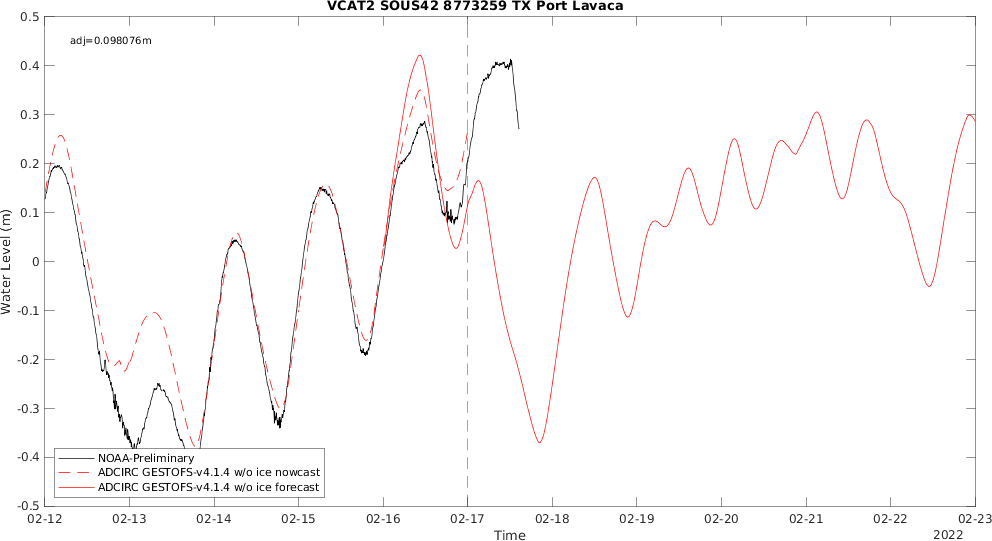 VCAT2 SOUS42 8773259 TX Port Lavaca
adj=0.098076m
0.5
0.4
0.3
0.2
0.1
0
-0.1
-0.2
-0.3
-0.4
-0.5
Water Level (m)
NOAA-Preliminary
ADCIRC GESTOFS-v4.1.4 w/o ice nowcast
ADCIRC GESTOFS-v4.1.4 w/o ice forecast
02-12 02-13 02-14 02-15 02-16 02-17 02-18 02-19 02-20 02-21 02-22 02-23
Time
2022